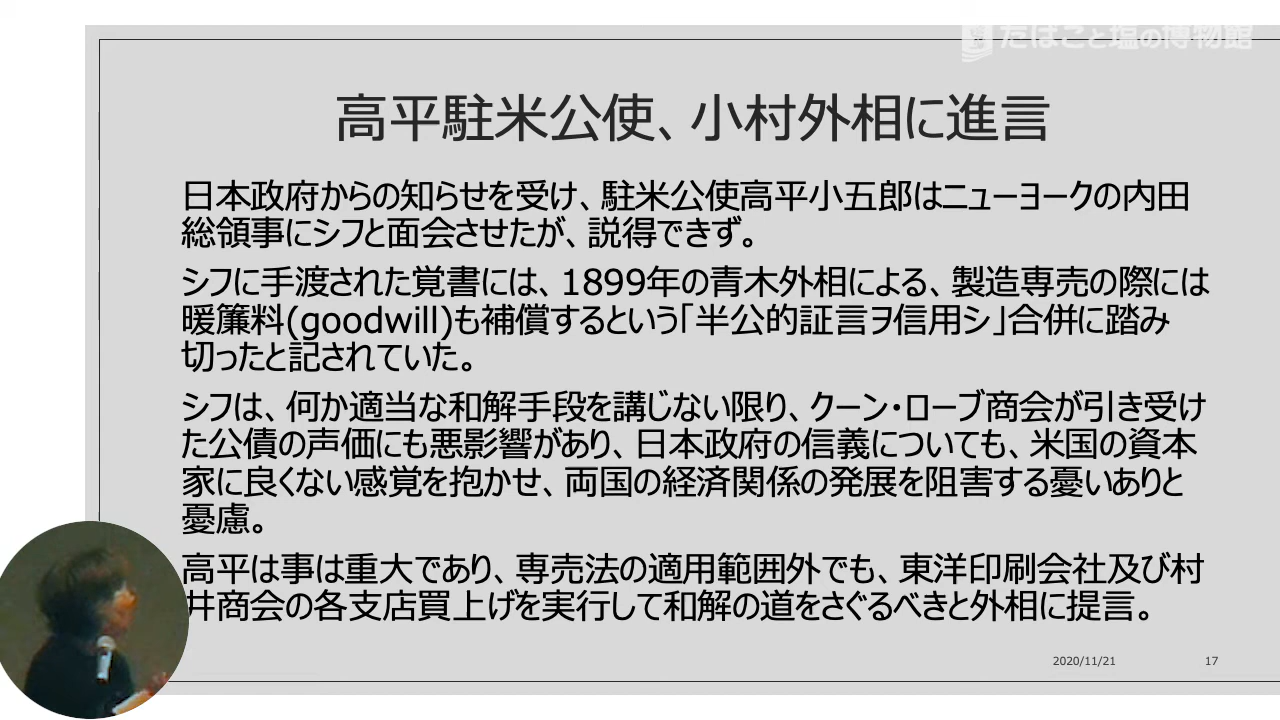 たばこと塩の博物館
高平駐米公使、小村外相に進言
日本政府からの知らせを受け、駐米公使高平小五郎はニューヨークの内田
総領事にシフと面会させたが、説得できず。
シフに手渡された覚書には、1899年の青木外相による、製造専売の際には
暖簾料(goodwill)も補償するという「半公的証言ヲ信用シ」合併に踏み
切ったと記されていた。
シフは、何か適当な和解手段を講じない限り、クーン・ローブ商会が引き受け
た公債の声価にも悪影響があり、日本政府の信義についても、米国の資本
家に良くない感覚を抱かせ、両国の経済関係の発展を阻害する憂いありと
憂慮。
高平は事は重大であり、専売法の適用範囲外でも、東洋印刷会社及び村
井商会の各支店買上げを実行して和解の道をさぐるべきと外相に提言。
2020/11/21
17